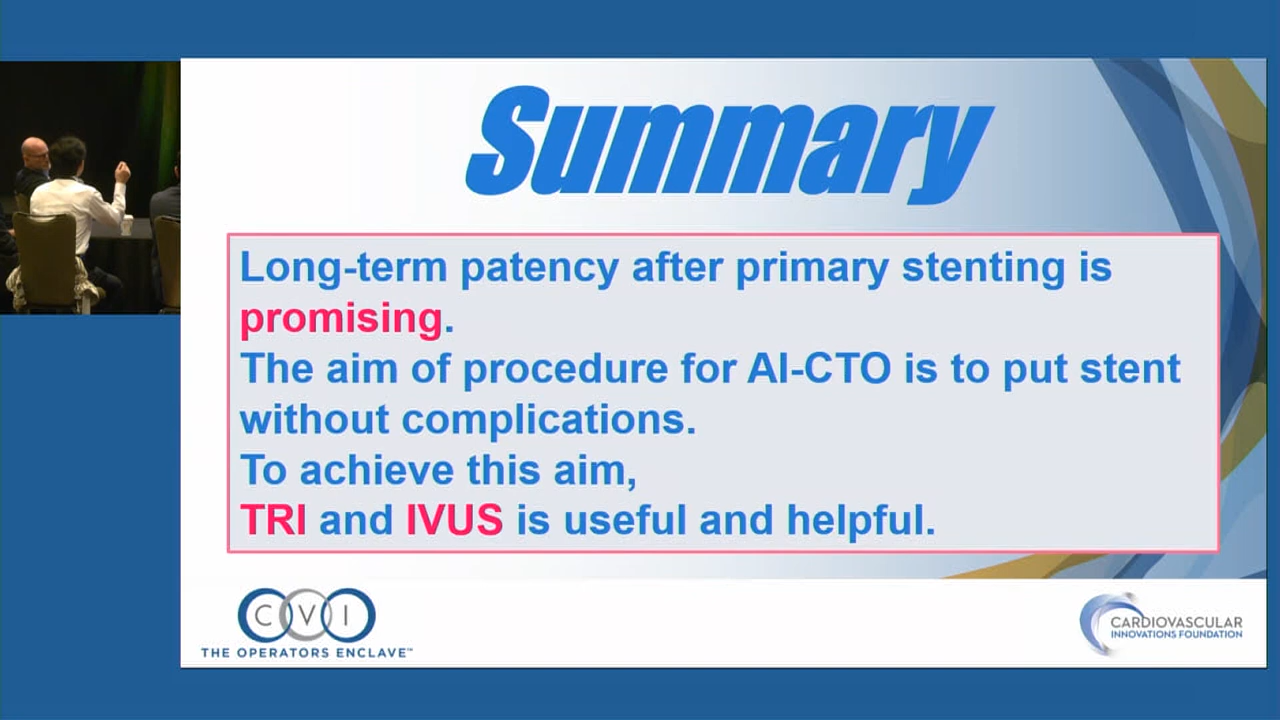 Summary
Long-term patency after primary stenting is
promising.
The aim of procedure for AI-CTO is to put stent
without complications.
To achieve this aim,
TRI and IVUS is useful and helpful.
CVI
THE OPERATORS ENCLAVE™
CARDIOVASCULAR
INNOVATIONS FOUNDATION